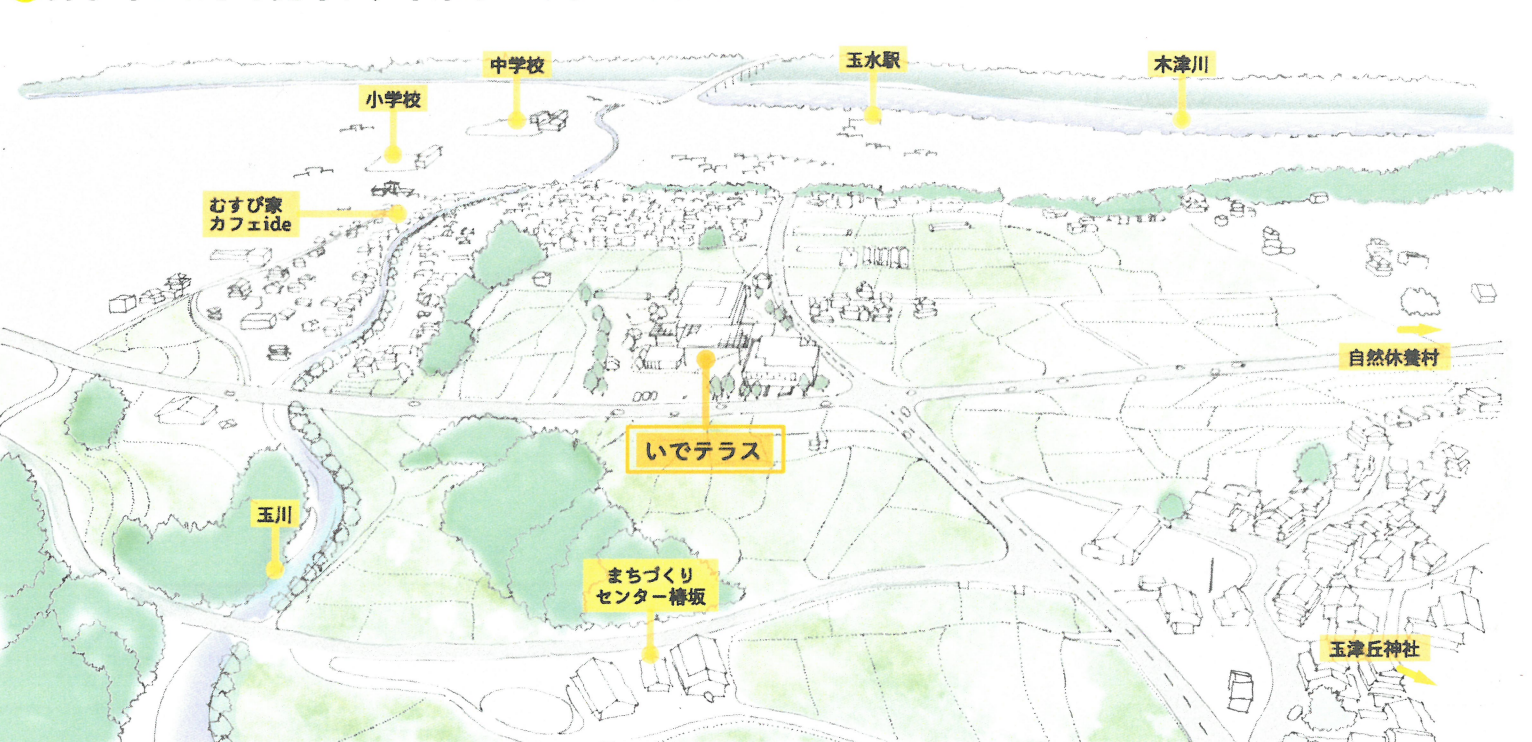 中学校
玉水駅
木津川
小学校
むすび家
カフェide
自然休養村
いでテラス
玉川
まちづくり
センター椿坂
玉津丘神社